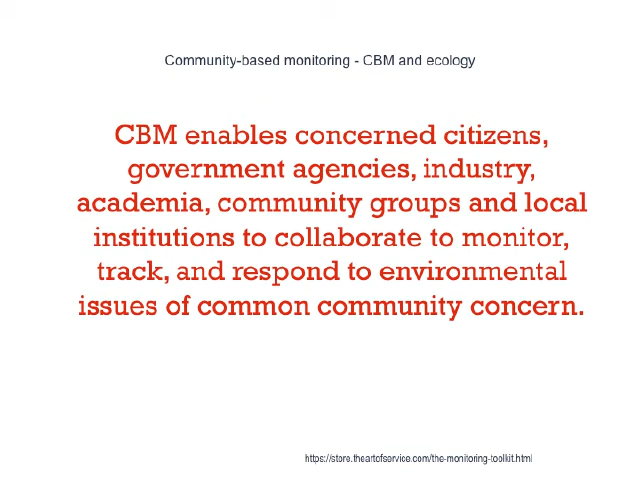 Community-based monitoring - CBM and ecology
CBM enables concerned citizens,
government agencies, industry,
academia, community groups and local
institutions to collaborate to monitor,
track, and respond to environmental
issues of common community concern.
https://store.theartofservice.com/the-monitoring-toolkit.html